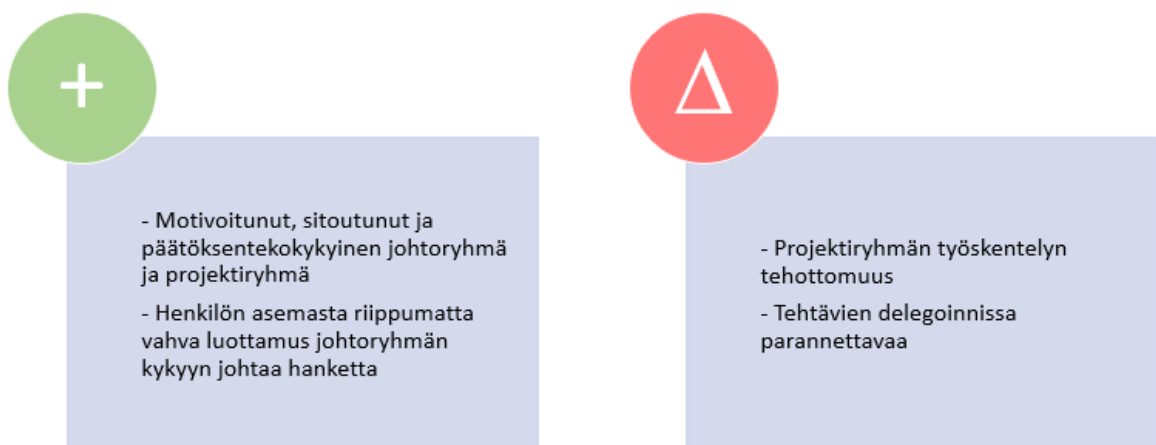 +
- Motivoitunut, sitoutunut ja
päätöksentekokykyinen johtoryhmä
ja projektiryhmä
- Henkilön asemasta riippumatta
vahva luottamus johtoryhmän
kykyyn johtaa hanketta
Δ
- Projektiryhmän työskentelyn
tehottomuus
- Tehtävien delegoinnissa
parannettavaa